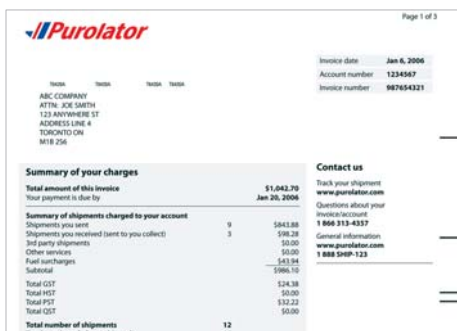 Page 1 of 3
Purolator
Invoice date Jan 6, 2006
Account number 1234567
Invoice number 987654321
ABC COMPANY
ATTN: JOE SMITH
123 ANYWHERE ST
ADDRESS LINE 4
TORONTO ON
M1B 2S6
Summary of your charges
Total amount of this invoice $1,042.70
Your payment is due by Jan 20, 2006
Summary of shipments charged to your account
Shipments you sent 9 $843.88
Shipments you received (sent to you collect) 3 $98.28
3rd party shipments $0.00
Other services $0.00
Fuel surcharges $43.94
Subtotal $986.10
Total GST $24.38
Total HST $0.00
Total PST $32.22
Total QST $0.00
Total number of shipments 12
Contact us
Track your shipment
www.purolator.com
Questions about your
invoice/account
1 866 313-4357
General information
www.purolator.com
1 888 SHIP-123